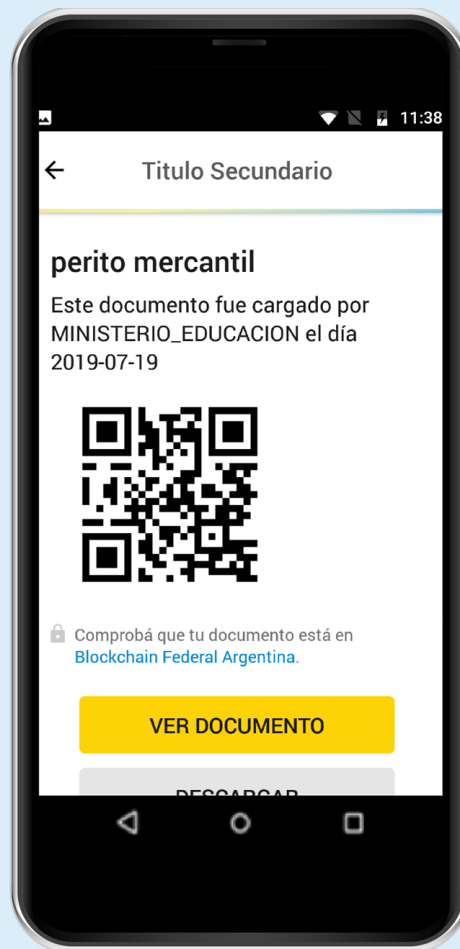 11:38
Titulo Secundario
perito mercantil
Este documento fue cargado por
MINISTERIO_EDUCACION el día
2019-07-19
Comprobá que tu documento está en
Blockchain Federal Argentina.
VER DOCUMENTO
DESCARGAR